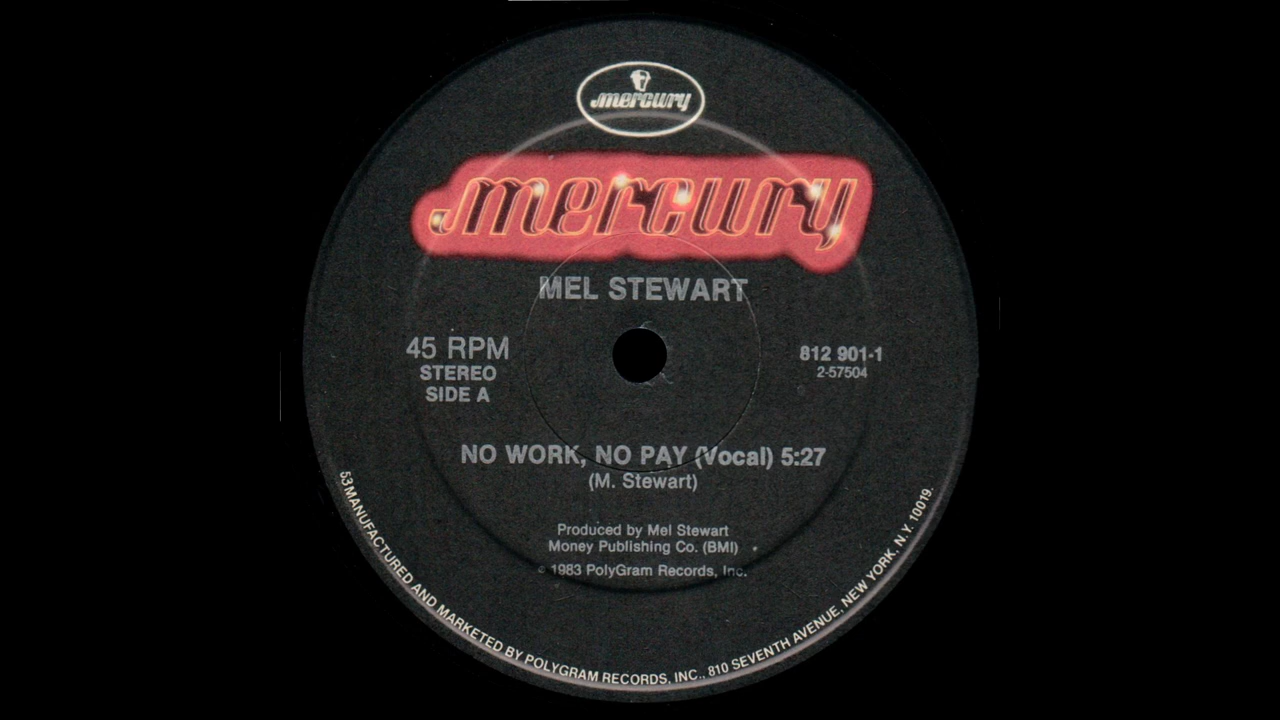 mercury
mercury
MEL STEWART
45 RPM
STEREO
SIDE A
812 901-1
2-57504
NO WORK, NO PAY (Vocal) 5:27
(M. Stewart)
Produced by Mel Stewart
Money Publishing Co. (BMI)
℗ 1983 PolyGram Records, Inc.
53 MANUFACTURED AND MARKETED BY POLYGRAM RECORDS, INC., 810 SEVENTH AVENUE, NEW YORK, N.Y. 10019.